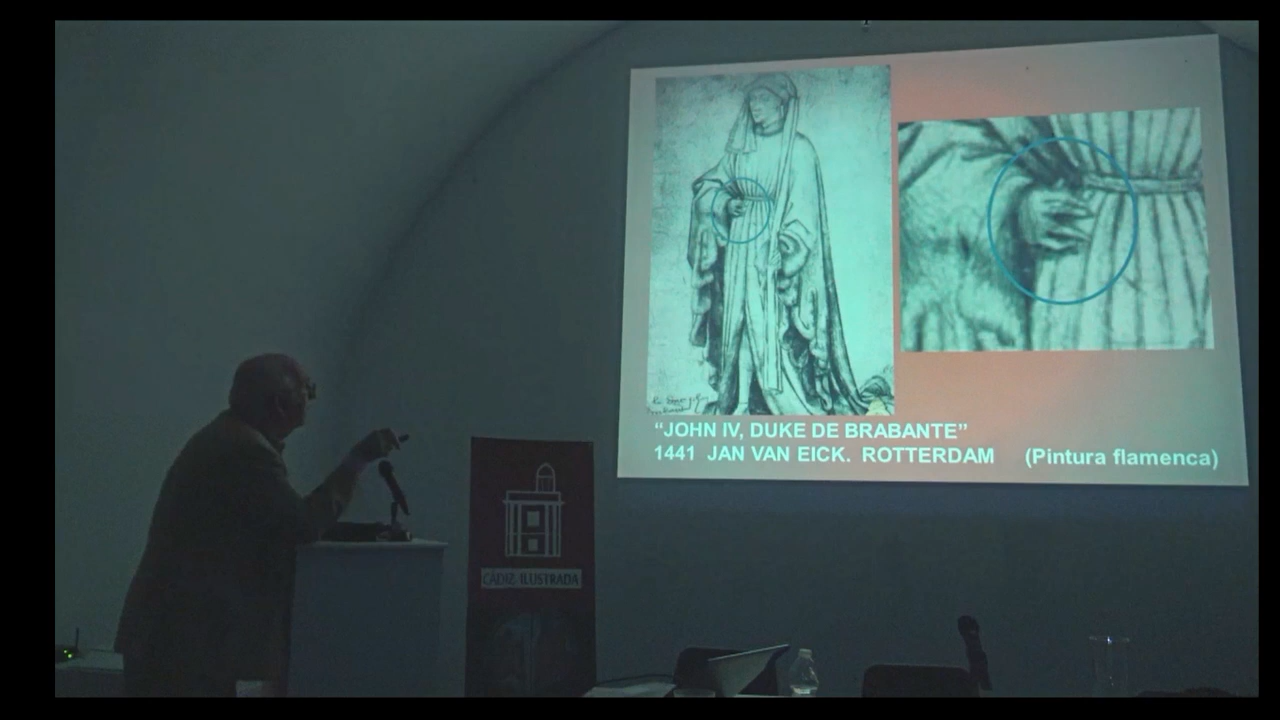 “JOHN IV, DUKE DE BRABANTE”
1441 JAN VAN EICK. ROTTERDAM (Pintura flamenca)
CÁDIZ ILUSTRADA